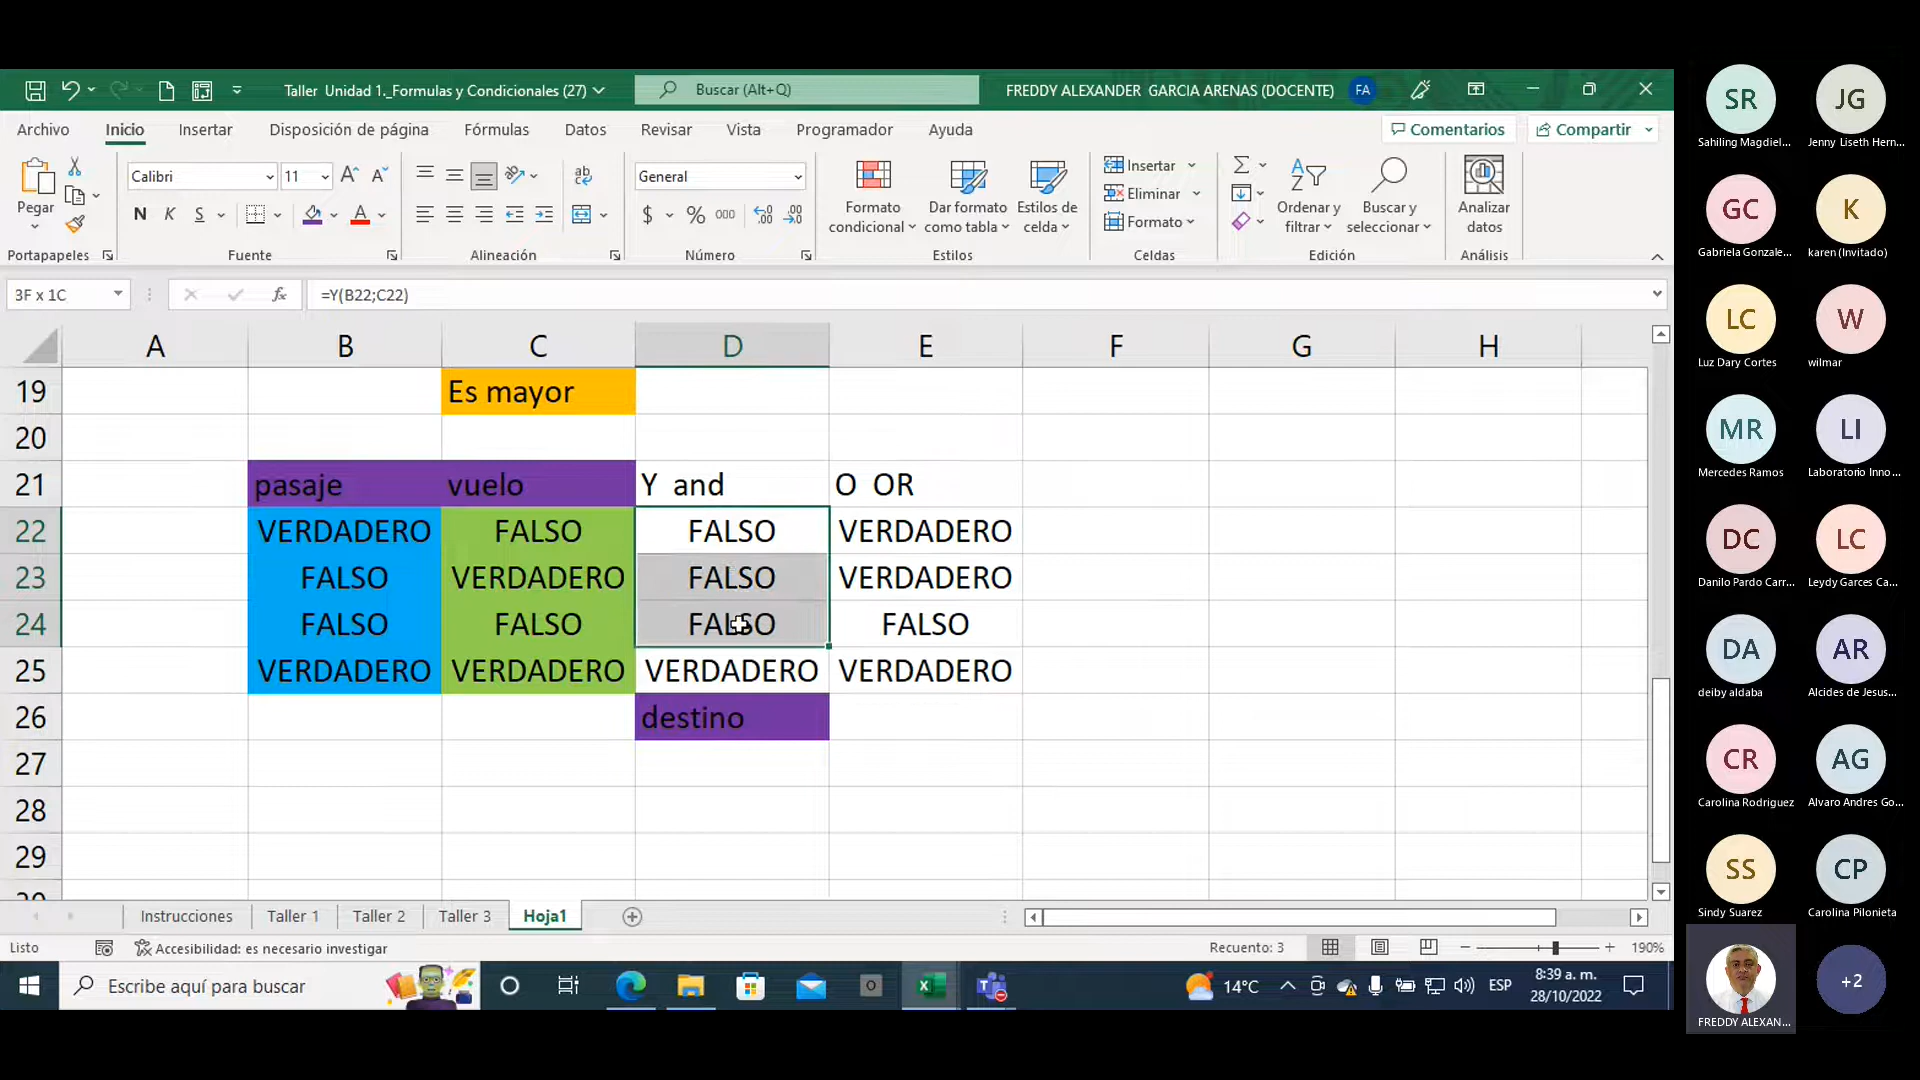 Taller Unidad 1._Formulas y Condicionales (27)
Buscar (Alt+Q)
FREDDY ALEXANDER GARCIA ARENAS (DOCENTE)
FA
Archivo Inicio Insertar Disposición de página Fórmulas Datos Revisar Vista Programador Ayuda
Comentarios Compartir
Pegar
Calibri 11
N K S
General
$ % 000
Formato condicional
Dar formato como tabla
Estilos de celda
Insertar
Eliminar
Formato
Ordenar y filtrar
Buscar y seleccionar
Analizar datos
Portapapeles Fuente Alineación Número Estilos Celdas Edición Análisis
3F x 1C fx =Y(B22;C22)
A B C D E F G H
19 Es mayor
20
21 pasaje vuelo Y and O OR
22 VERDADERO FALSO FALSO VERDADERO
23 FALSO VERDADERO FALSO VERDADERO
24 FALSO FALSO FALSO FALSO
25 VERDADERO VERDADERO VERDADERO VERDADERO
26 destino
27
28
29
Instrucciones Taller 1 Taller 2 Taller 3 Hoja1
Listo Accesibilidad: es necesario investigar Recuento: 3 190%
Escribe aquí para buscar
14°C
ESP
8:39 a. m.
28/10/2022
SR JG
Sahiling Magdiel... Jenny Liseth Hern...
GC K
Gabriela Gonzale... karen (Invitado)
LC W
Luz Dary Cortes wilmar
MR LI
Mercedes Ramos Laboratorio Inno...
DC LC
Danilo Pardo Carr... Leydy Garces Ca...
DA AR
deiby aldaba Alcides de Jesus...
CR AG
Carolina Rodriguez Alvaro Andres Go...
SS CP
Sindy Suarez Carolina Pilonieta
+2
FREDDY ALEXAN...